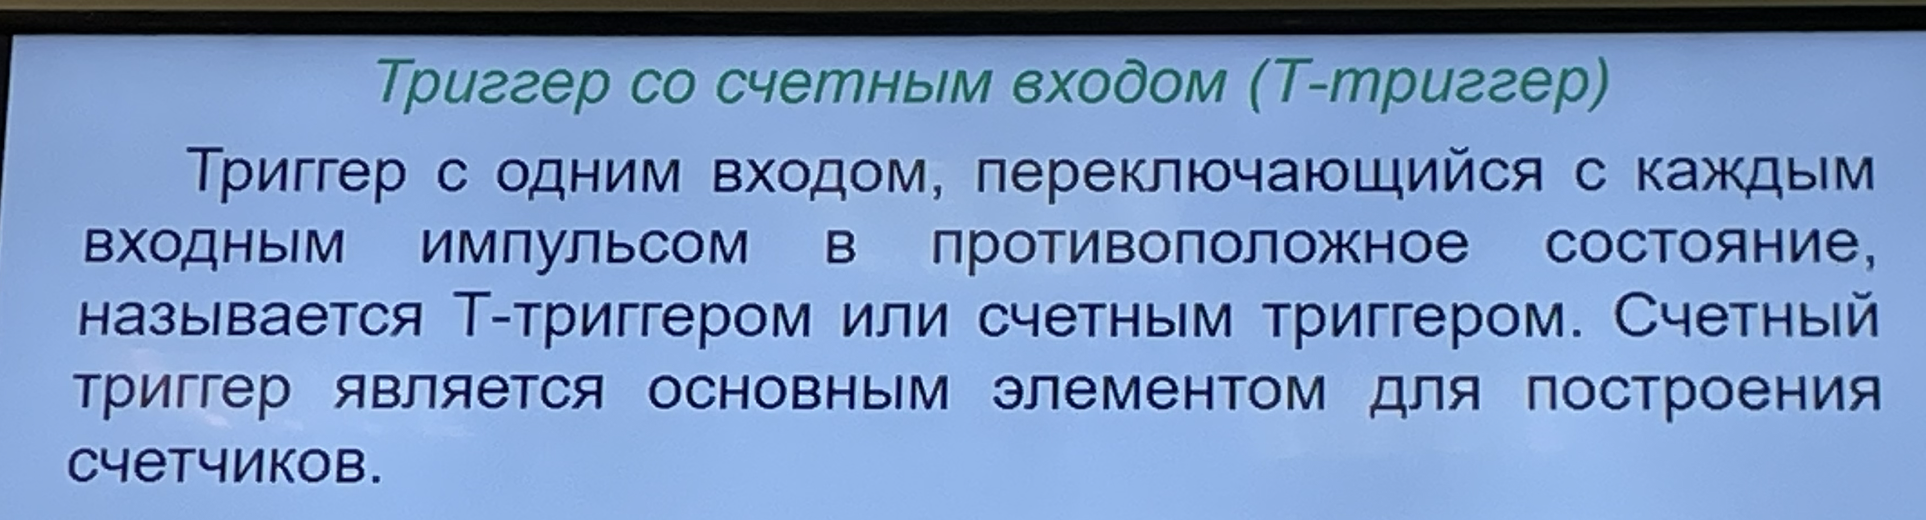 Триггер со счетным входом (Т-триггер)
Триггер с одним входом, переключающийся с каждым
входным импульсом в противоположное состояние,
называется Т-триггером или счетным триггером. Счетный
триггер является основным элементом для построения
счетчиков.